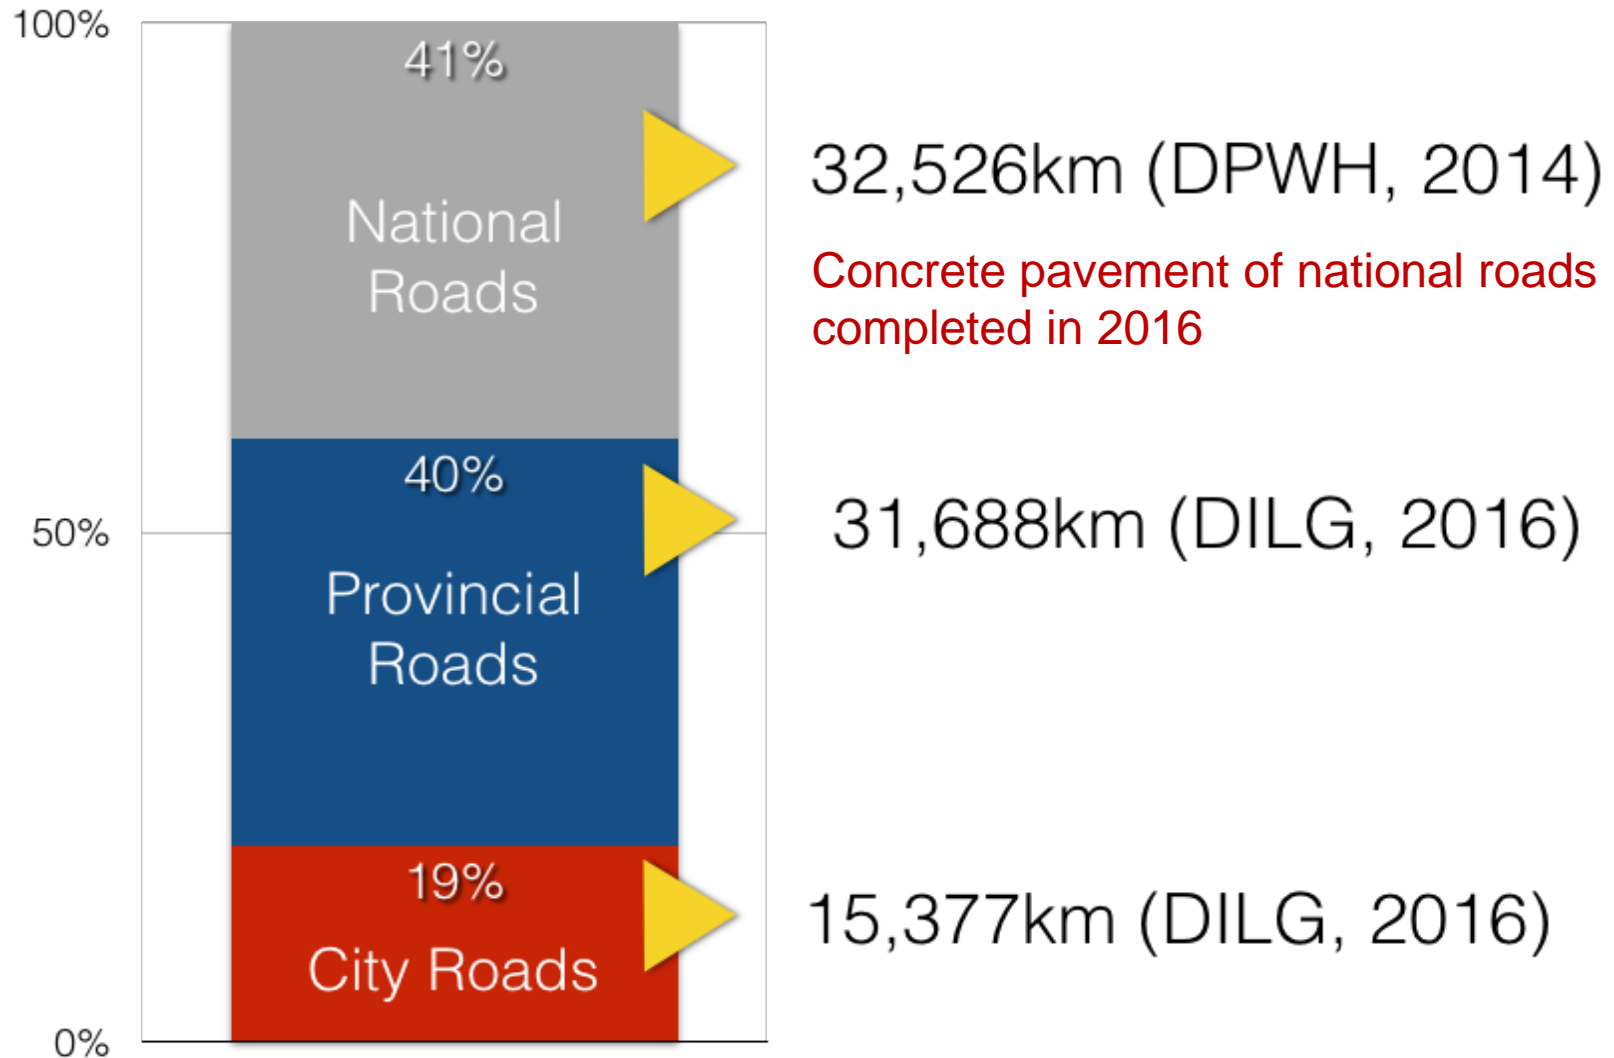 100%
41%
National
Roads
32,526km (DPWH, 2014)
Concrete pavement of national roads
completed in 2016
40%
50%
Provincial
Roads
31,688km (DILG, 2016)
19%
City Roads
15,377km (DILG, 2016)
0%